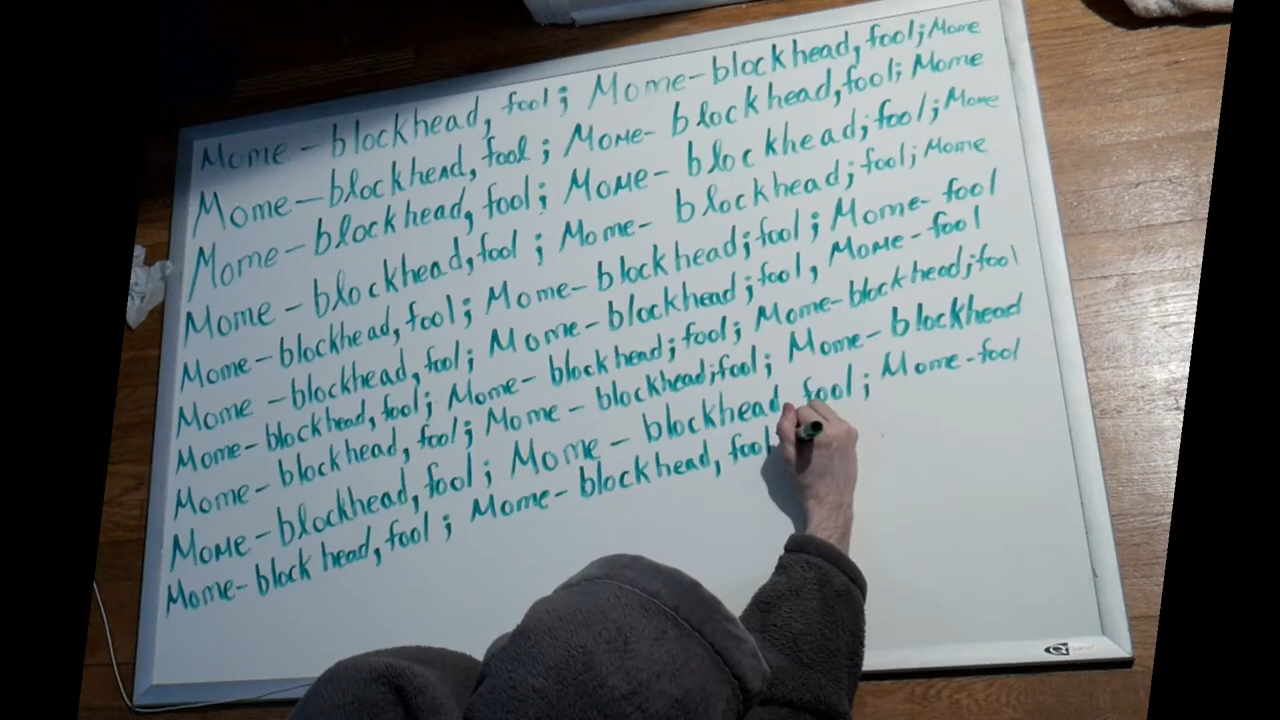 Mome - blockhead, fool; Mome - blockhead, fool; Mome
Mome - blockhead, fool; Mome - blockhead, fool; Mome
Mome - blockhead, fool; Mome - blockhead; fool; Mome
Mome - blockhead, fool; Mome - blockhead; fool; Mome
Mome - blockhead, fool; Mome - blockhead; fool; Mome - fool
Mome - blockhead, fool; Mome - blockhead; fool, Mome - fool
Mome - blockhead, fool; Mome - blockhead; fool; Mome - blockhead; fool
Mome - blockhead, fool; Mome - blockhead; fool; Mome - blockhead
Mome - blockhead, fool; Mome - blockhead, fool; Mome - fool
Mome - blockhead, fool; Mome - blockhead, fool